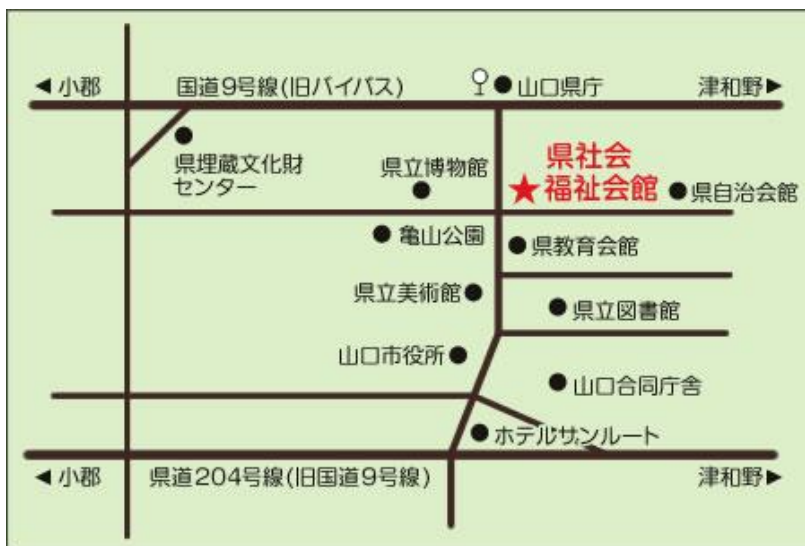 ◀小郡
国道9号線(旧バイパス)
山口県庁
津和野▶
県埋蔵文化財
センター
県立博物館
県社会
★福祉会館
県自治会館
亀山公園
県教育会館
県立美術館
県立図書館
山口市役所
山口合同庁舎
ホテルサンルート
◀小郡
県道204号線(旧国道9号線)
津和野▶